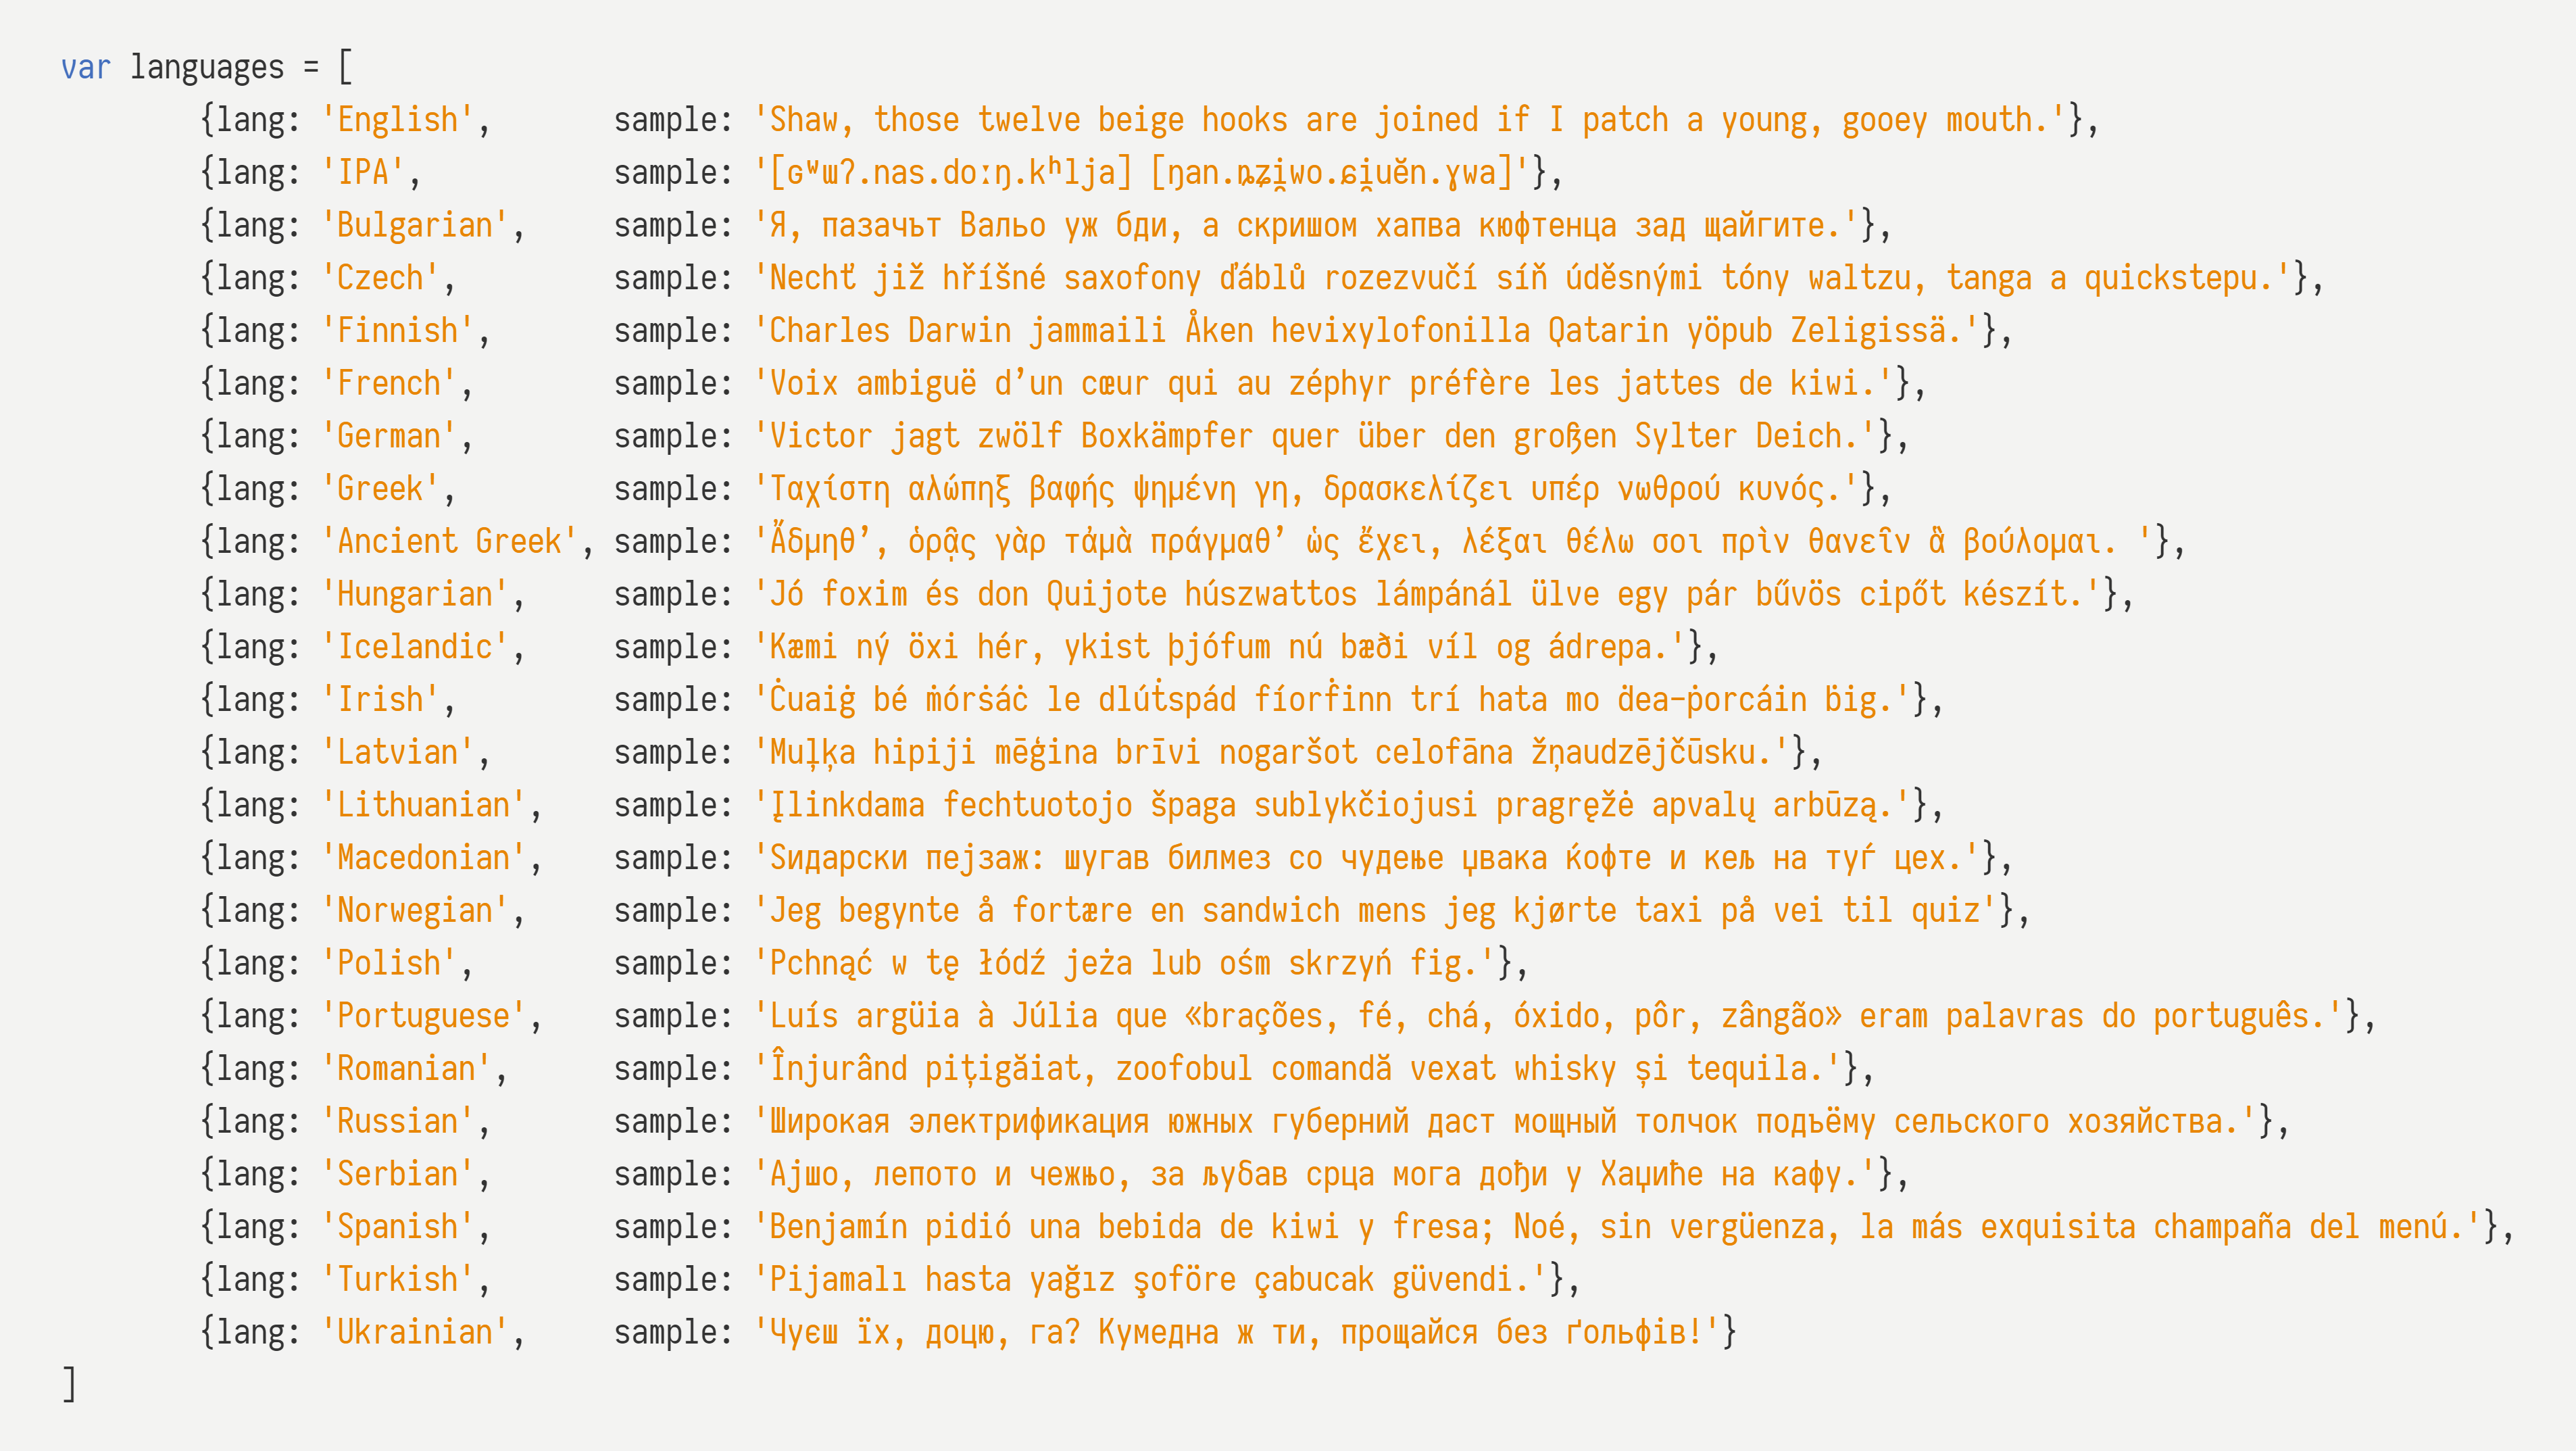 var languages = [
{lang: 'English', sample: 'Shaw, those twelve beige hooks are joined if I patch a young, gooey mouth.'},
{lang: 'IPA', sample: '[ɢʷɯʔ.nas.doːŋ.kʰlja] [ŋan.ȵʑi̯wo.ɕi̯uĕn.ɣwa]'},
{lang: 'Bulgarian', sample: 'Я, пазачът Вальо уж бди, а скришом хапва кюфтенца зад щайгите.'},
{lang: 'Czech', sample: 'Nechť již hříšné saxofony ďáblů rozezvučí síň úděsnými tóny waltzu, tanga a quickstepu.'},
{lang: 'Finnish', sample: 'Charles Darwin jammaili Åken hevixylofonilla Qatarin yöpub Zeligissä.'},
{lang: 'French', sample: 'Voix ambiguë d’un cœur qui au zéphyr préfère les jattes de kiwi.'},
{lang: 'German', sample: 'Victor jagt zwölf Boxkämpfer quer über den großen Sylter Deich.'},
{lang: 'Greek', sample: 'Ταχίστη αλώπηξ βαφής ψημένη γη, δρασκελίζει υπέρ νωθρού κυνός.'},
{lang: 'Ancient Greek', sample: 'Ἄδμηθ’, ὁρᾷς γὰρ τἀμὰ πράγμαθ’ ὡς ἔχει, λέξαι θέλω σοι πρὶν θανεῖν ἃ βούλομαι. '},
{lang: 'Hungarian', sample: 'Jó foxim és don Quijote húszwattos lámpánál ülve egy pár bűvös cipőt készít.'},
{lang: 'Icelandic', sample: 'Kæmi ný öxi hér, ykist þjófum nú bæði víl og ádrepa.'},
{lang: 'Irish', sample: 'Ċuaiġ bé ṁórṡáċ le dlúṫspád fíorḟinn trí hata mo ḋea-ṗorcáin ḃig.'},
{lang: 'Latvian', sample: 'Muļķa hipiji mēģina brīvi nogaršot celofāna žņaudzējčūsku.'},
{lang: 'Lithuanian', sample: 'Įlinkdama fechtuotojo špaga sublykčiojusi pragręžė apvalų arbūzą.'},
{lang: 'Macedonian', sample: 'Ѕидарски пејзаж: шугав билмез со чудење џвака ќофте и кељ на туѓ цех.'},
{lang: 'Norwegian', sample: 'Jeg begynte å fortære en sandwich mens jeg kjørte taxi på vei til quiz'},
{lang: 'Polish', sample: 'Pchnąć w tę łódź jeża lub ośm skrzyń fig.'},
{lang: 'Portuguese', sample: 'Luís argüia à Júlia que «brações, fé, chá, óxido, pôr, zângão» eram palavras do português.'},
{lang: 'Romanian', sample: 'Înjurând pițigăiat, zoofobul comandă vexat whisky și tequila.'},
{lang: 'Russian', sample: 'Широкая электрификация южных губерний даст мощный толчок подъёму сельского хозяйства.'},
{lang: 'Serbian', sample: 'Ајшо, лепото и чежњо, за љубав срца мога дођи у Хаџиће на кафу.'},
{lang: 'Spanish', sample: 'Benjamín pidió una bebida de kiwi y fresa; Noé, sin vergüenza, la más exquisita champaña del menú.'},
{lang: 'Turkish', sample: 'Pijamalı hasta yağız şoföre çabucak güvendi.'},
{lang: 'Ukrainian', sample: 'Чуєш їх, доцю, га? Кумедна ж ти, прощайся без ґольфів!'}
]